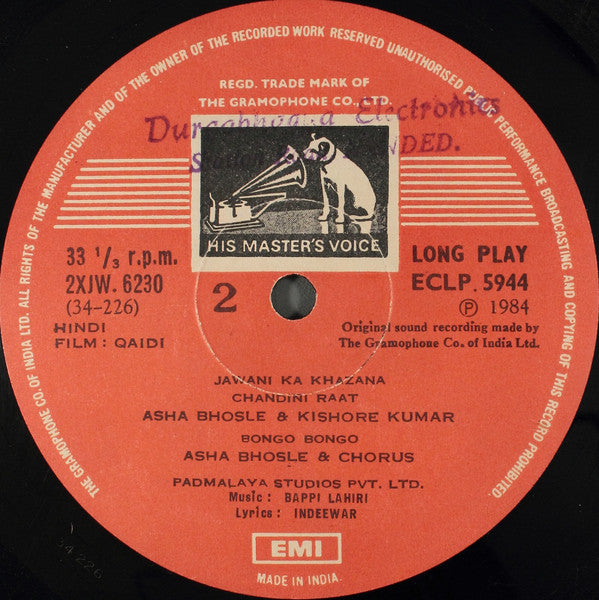 ALL RIGHTS OF THE MANUFACTURER AND OF THE OWNER OF THE RECORDED WORK RESERVED UNAUTHORISED PUBLIC PERFORMANCE BROADCASTING AND COPYING OF THIS RECORD PROHIBITED.
THE GRAMOPHONE CO. OF INDIA LTD.
REGD. TRADE MARK OF
THE GRAMOPHONE CO., LTD.
Electronics
HIS MASTER'S VOICE
33 1/3 r.p.m.
2XJW. 6230
(34-226)
HINDI
FILM : QAIDI
2
LONG PLAY
ECLP. 5944
℗ 1984
Original sound recording made by
The Gramophone Co. of India Ltd.
JAWANI KA KHAZANA
CHANDINI RAAT
ASHA BHOSLE & KISHORE KUMAR
BONGO BONGO
ASHA BHOSLE & CHORUS
PADMALAYA STUDIOS PVT. LTD.
Music : BAPPI LAHIRI
Lyrics : INDEEWAR
EMI
MADE IN INDIA.
34-226